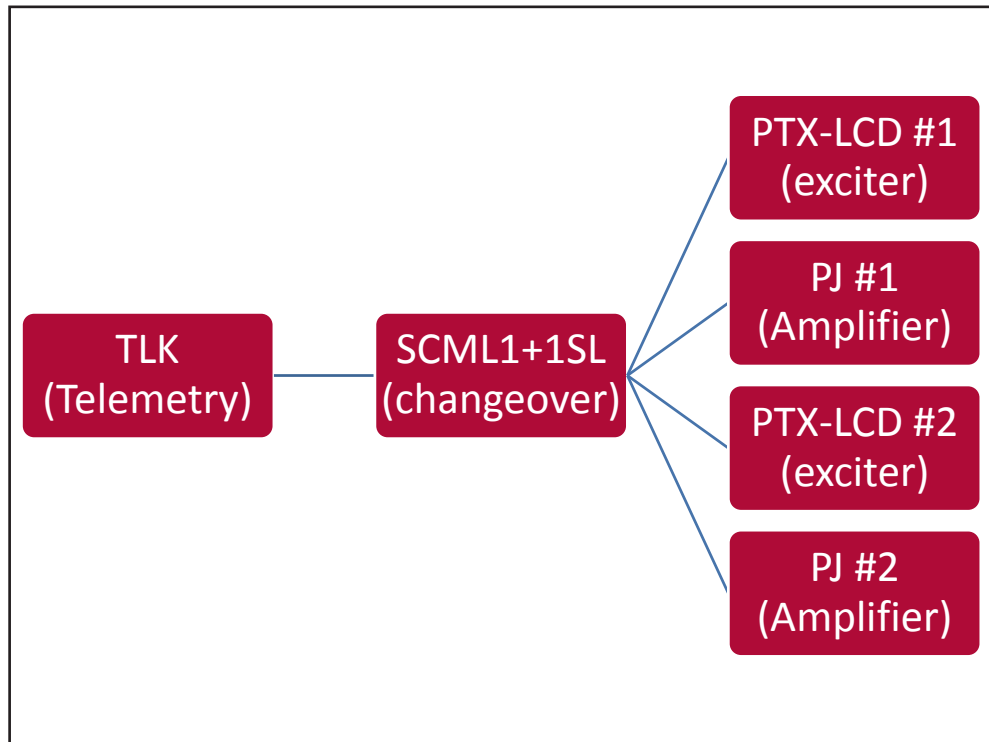 TLK
(Telemetry)
SCML1+1SL
(changeover)
PTX-LCD #1
(exciter)
PJ #1
(Amplifier)
PTX-LCD #2
(exciter)
PJ #2
(Amplifier)